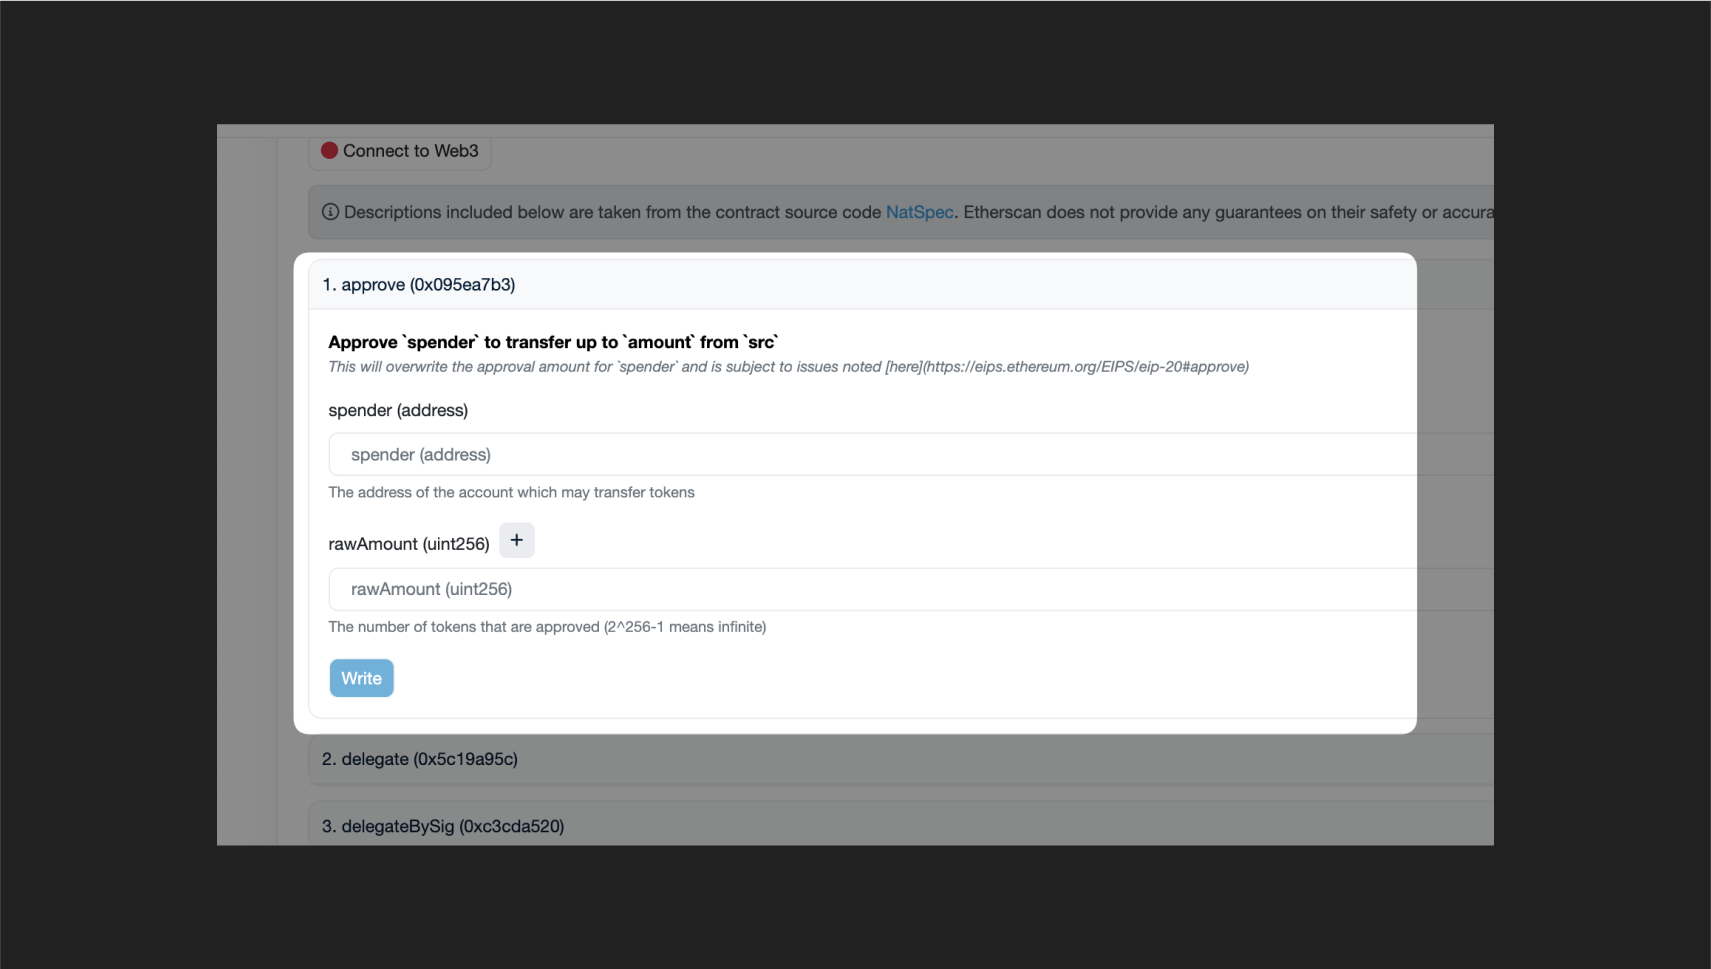 Connect to Web3
Descriptions included below are taken from the contract source code NatSpec. Etherscan does not provide any guarantees on their safety or accura
1. approve (0x095ea7b3)
Approve `spender` to transfer up to `amount` from `src`
This will overwrite the approval amount for `spender` and is subject to issues noted [here](https://eips.ethereum.org/EIPS/eip-20#approve)
spender (address)
spender (address)
The address of the account which may transfer tokens
rawAmount (uint256) +
rawAmount (uint256)
The number of tokens that are approved (2^256-1 means infinite)
Write
2. delegate (0x5c19a95c)
3. delegateBySig (0xc3cda520)